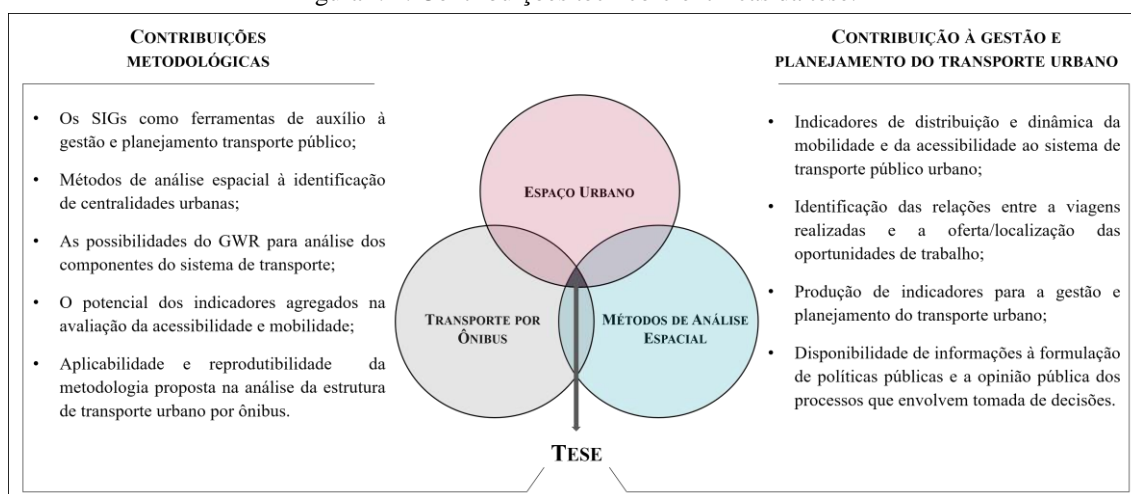 CONTRIBUIÇÕES
METODOLÓGICAS
• Os SIGs como ferramentas de auxílio à
gestão e planejamento transporte público;
• Métodos de análise espacial à identificação
de centralidades urbanas;
• As possibilidades do GWR para análise dos
componentes do sistema de transporte;
• O potencial dos indicadores agregados na
avaliação da acessibilidade e mobilidade;
• Aplicabilidade e reprodutibilidade da
metodologia proposta na análise da estrutura
de transporte urbano por ônibus.
ESPAÇO URBANO
TRANSPORTE POR
ÔNIBUS
MÉTODOS DE ANÁLISE
ESPACIAL
TESE
CONTRIBUIÇÃO À GESTÃO E
PLANEJAMENTO DO TRANSPORTE URBANO
• Indicadores de distribuição e dinâmica da
mobilidade e da acessibilidade ao sistema de
transporte público urbano;
• Identificação das relações entre a viagens
realizadas e a oferta/localização das
oportunidades de trabalho;
• Produção de indicadores para a gestão e
planejamento do transporte urbano;
• Disponibilidade de informações à formulação
de políticas públicas e a opinião pública dos
processos que envolvem tomada de decisões.